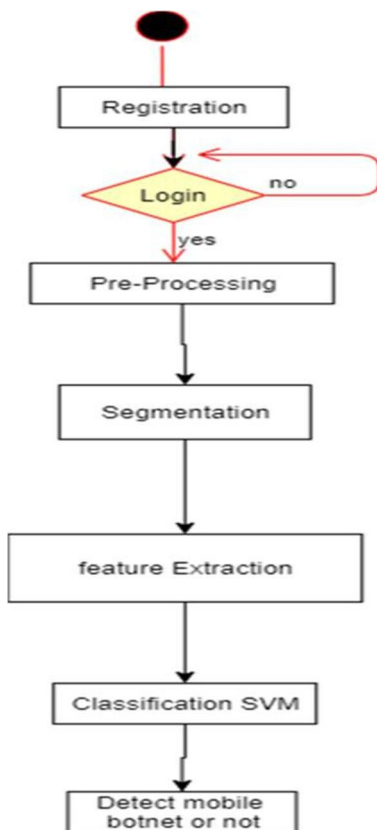 Registration
Login
no
yes
Pre-Processing
Segmentation
feature Extraction
Classification SVM
Detect mobile
botnet or not